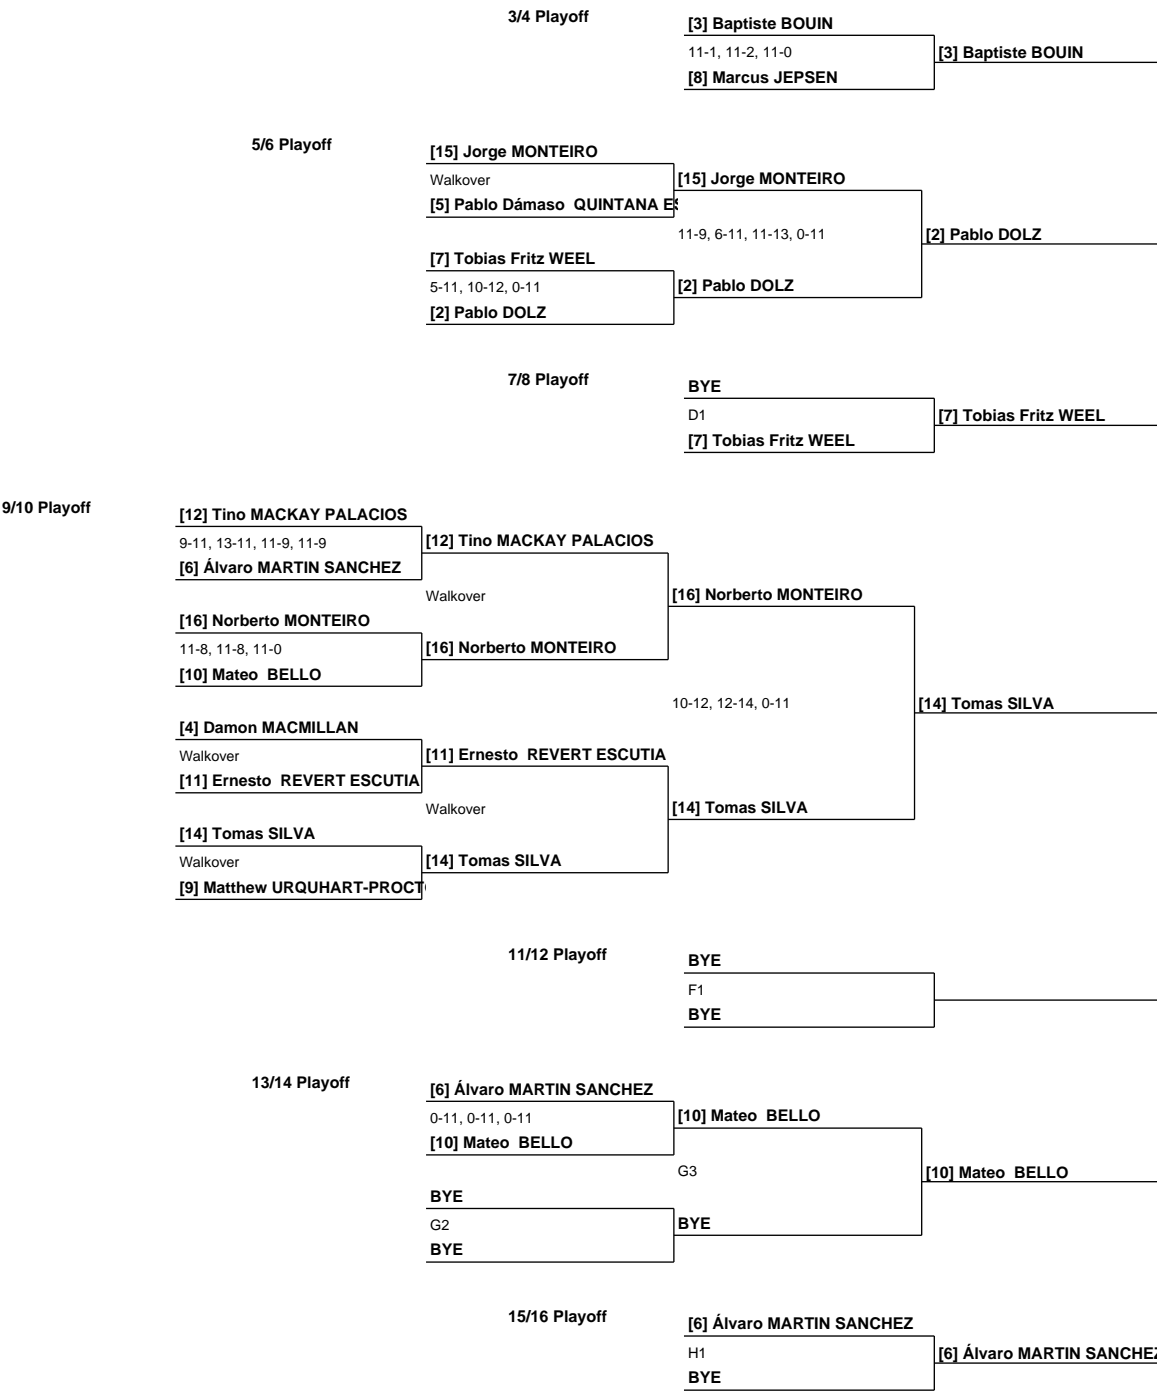 3/4 Playoff
[3] Baptiste BOUIN
11-1, 11-2, 11-0
[3] Baptiste BOUIN
[8] Marcus JEPSEN
5/6 Playoff
[15] Jorge MONTEIRO
Walkover
[15] Jorge MONTEIRO
[5] Pablo Dámaso QUINTANA ES
11-9, 6-11, 11-13, 0-11
[2] Pablo DOLZ
[7] Tobias Fritz WEEL
5-11, 10-12, 0-11
[2] Pablo DOLZ
[2] Pablo DOLZ
7/8 Playoff
BYE
D1
[7] Tobias Fritz WEEL
[7] Tobias Fritz WEEL
9/10 Playoff
[12] Tino MACKAY PALACIOS
9-11, 13-11, 11-9, 11-9
[12] Tino MACKAY PALACIOS
[6] Álvaro MARTIN SANCHEZ
Walkover
[16] Norberto MONTEIRO
[16] Norberto MONTEIRO
11-8, 11-8, 11-0
[16] Norberto MONTEIRO
[10] Mateo BELLO
10-12, 12-14, 0-11
[14] Tomas SILVA
[4] Damon MACMILLAN
Walkover
[11] Ernesto REVERT ESCUTIA
[11] Ernesto REVERT ESCUTIA
Walkover
[14] Tomas SILVA
[14] Tomas SILVA
Walkover
[14] Tomas SILVA
[9] Matthew URQUHART-PROCT
11/12 Playoff
BYE
F1
BYE
13/14 Playoff
[6] Álvaro MARTIN SANCHEZ
0-11, 0-11, 0-11
[10] Mateo BELLO
[10] Mateo BELLO
G3
[10] Mateo BELLO
BYE
G2
BYE
BYE
15/16 Playoff
[6] Álvaro MARTIN SANCHEZ
H1
[6] Álvaro MARTIN SANCHEZ
BYE